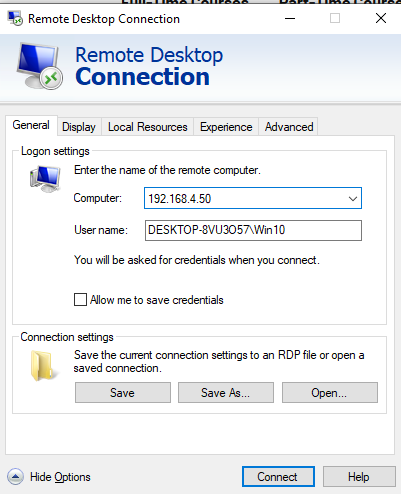 Full-Time Courses Part-Time Courses
Remote Desktop Connection
Remote Desktop
Connection
General Display Local Resources Experience Advanced
Logon settings
Enter the name of the remote computer.
Computer: 192.168.4.50
User name: DESKTOP-8VU3O57\Win10
You will be asked for credentials when you connect.
Allow me to save credentials
Connection settings
Save the current connection settings to an RDP file or open a
saved connection.
Save Save As... Open...
Hide Options Connect Help